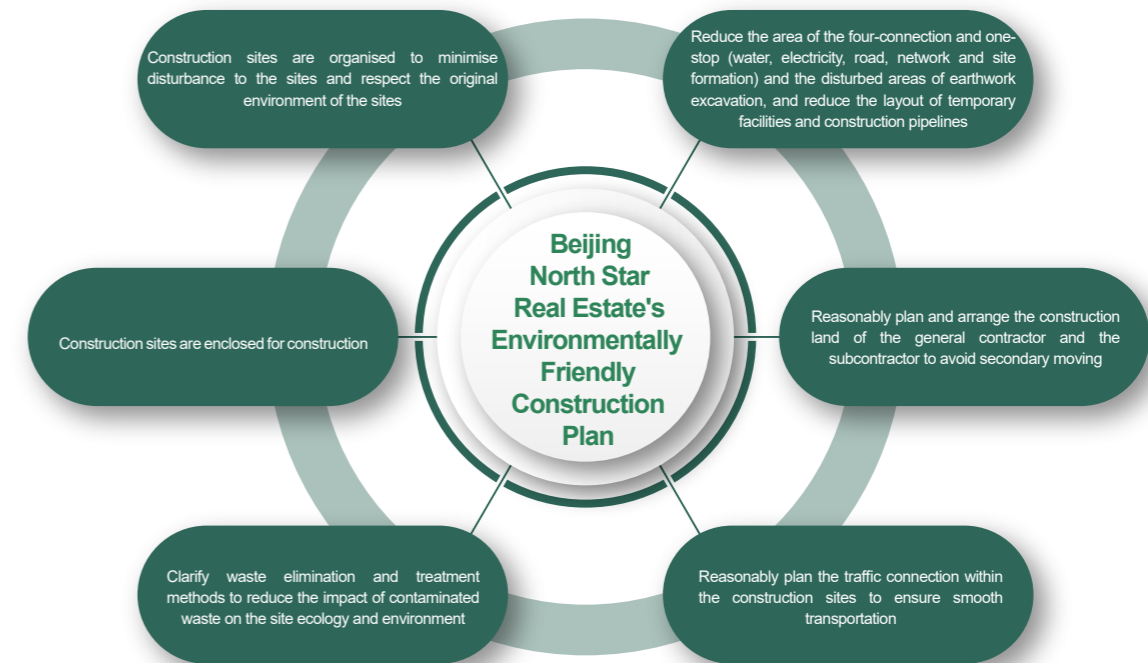 Construction sites are organised to minimise
disturbance to the sites and respect the original
environment of the sites
Reduce the area of the four-connection and one-
stop (water, electricity, road, network and site
formation) and the disturbed areas of earthwork
excavation, and reduce the layout of temporary
facilities and construction pipelines
Construction sites are enclosed for construction
Beijing
North Star
Real Estate's
Environmentally
Friendly
Construction
Plan
Reasonably plan and arrange the construction
land of the general contractor and the
subcontractor to avoid secondary moving
Clarify waste elimination and treatment
methods to reduce the impact of contaminated
waste on the site ecology and environment
Reasonably plan the traffic connection within
the construction sites to ensure smooth
transportation